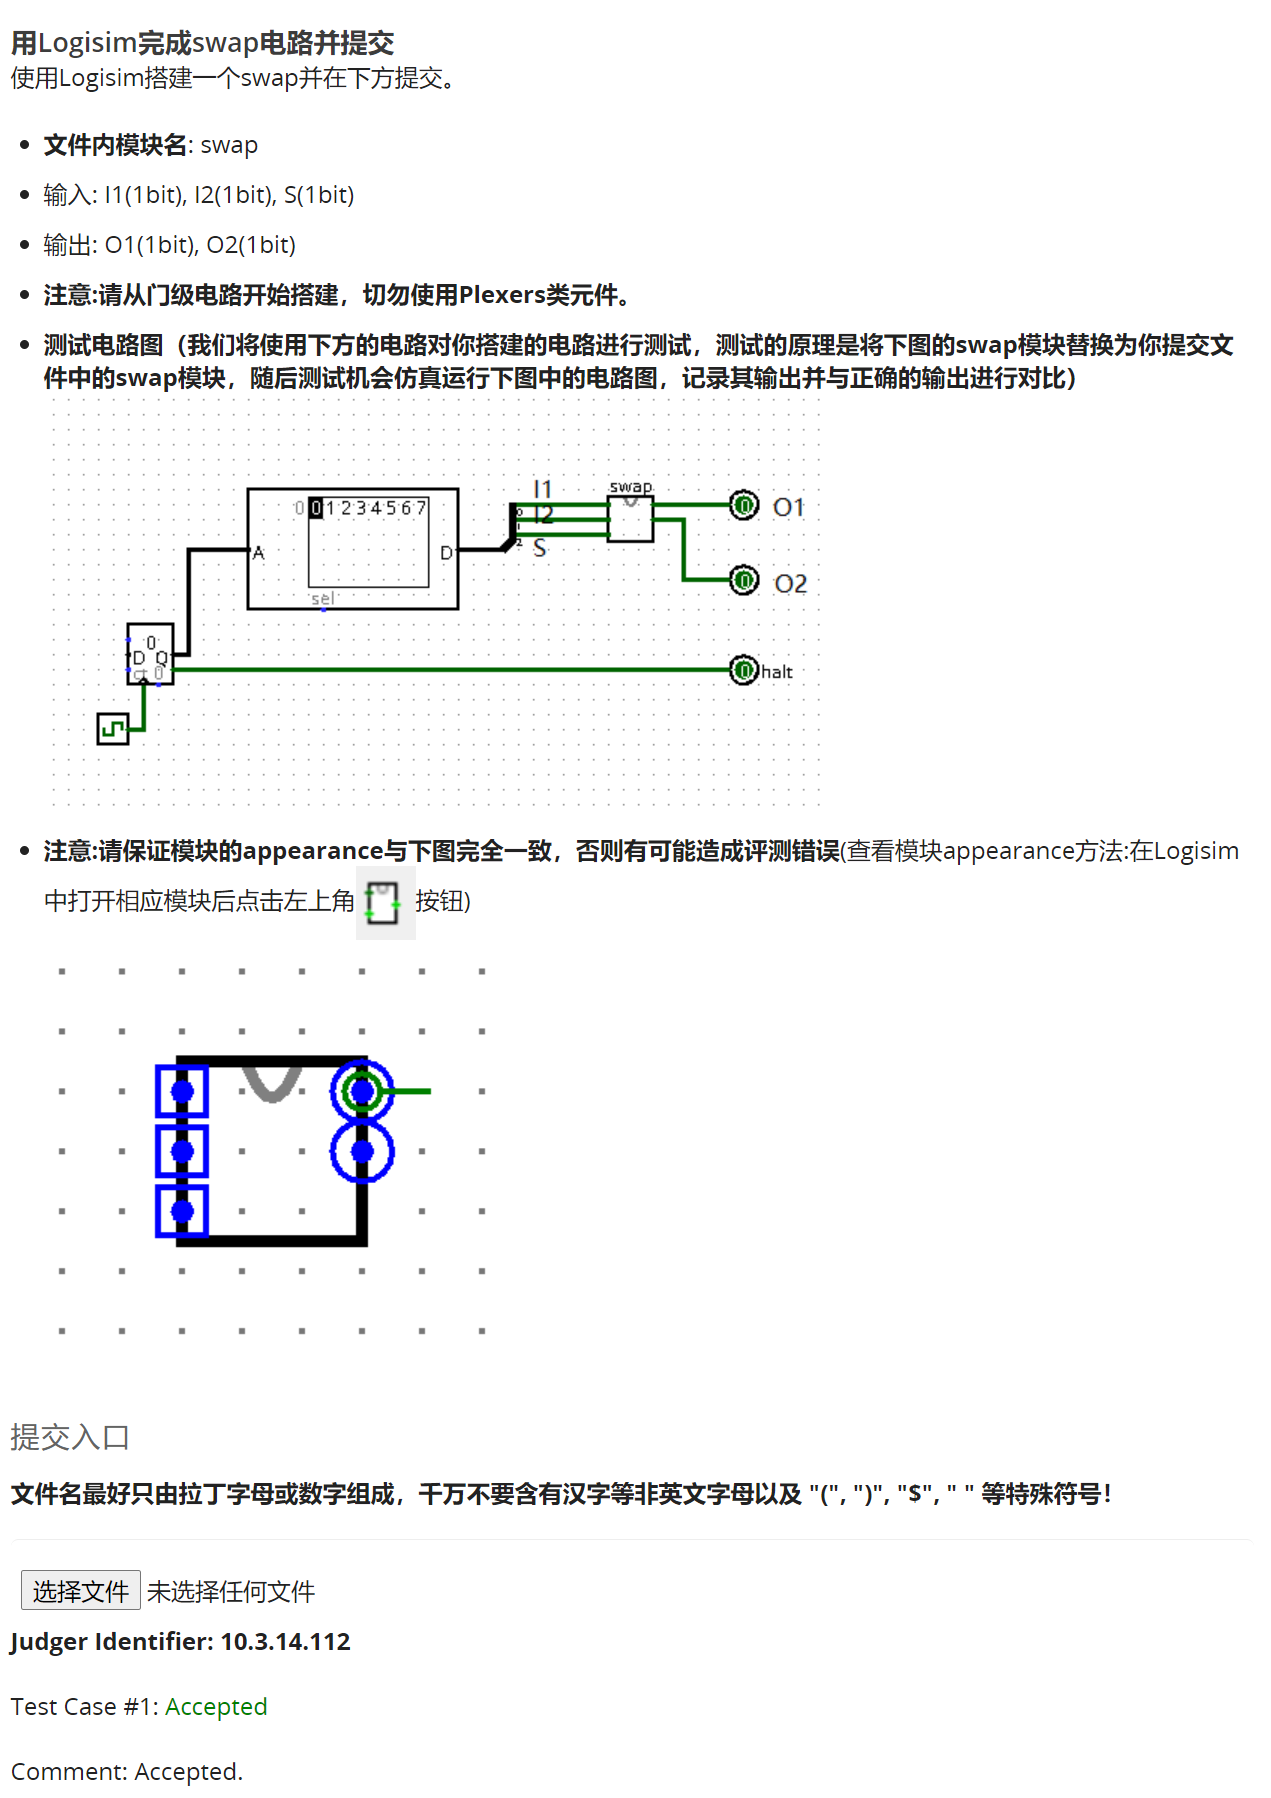 用Logisim完成swap电路并提交
使用Logisim搭建一个swap并在下方提交。
文件内模块名: swap
输入: I1(1bit), I2(1bit), S(1bit)
输出: O1(1bit), O2(1bit)
注意:请从门级电路开始搭建，切勿使用Plexers类元件。
测试电路图（我们将使用下方的电路对你搭建的电路进行测试，测试的原理是将下图的swap模块替换为你提交文
件中的swap模块，随后测试机会仿真运行下图中的电路图，记录其输出并与正确的输出进行对比）
I1
swap
0 0 1 2 3 4 5 6 7
0
O1
I2
0
1
A
D
2
S
0
O2
sel
0
D Q
ct 0
0
halt
注意:请保证模块的appearance与下图完全一致，否则有可能造成评测错误(查看模块appearance方法:在Logisim
中打开相应模块后点击左上角 按钮)
提交入口
文件名最好只由拉丁字母或数字组成，千万不要含有汉字等非英文字母以及 "(", ")", "$", " " 等特殊符号！
选择文件 未选择任何文件
Judger Identifier: 10.3.14.112
Test Case #1: Accepted
Comment: Accepted.